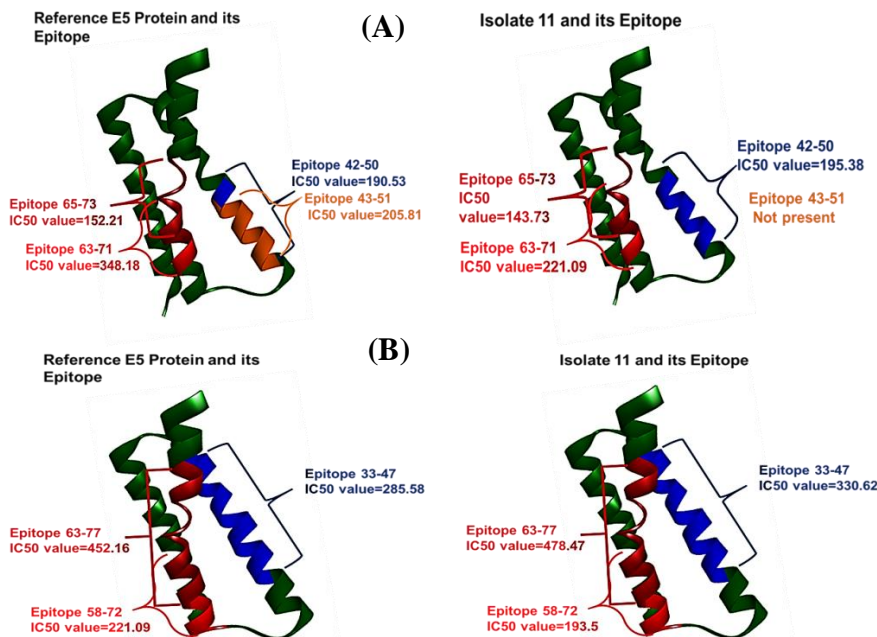 Reference E5 Protein and its
Epitope
(A)
Isolate 11 and its Epitope
Epitope 42-50
IC50 value=190.53
Epitope 43-51
IC50 value=205.81
Epitope 65-73
IC50 value=152.21
Epitope 63-71
IC50 value=348.18
Epitope 42-50
IC50 value=195.38
Epitope 43-51
Not present
Epitope 65-73
IC50
value=143.73
Epitope 63-71
IC50 value=221.09
Reference E5 Protein and its
Epitope
(B)
Isolate 11 and its Epitope
Epitope 33-47
IC50 value=285.58
Epitope 63-77
IC50 value=452.16
Epitope 58-72
IC50 value=221.09
Epitope 33-47
IC50 value=330.62
Epitope 63-77
IC50 value=478.47
Epitope 58-72
IC50 value=193.5